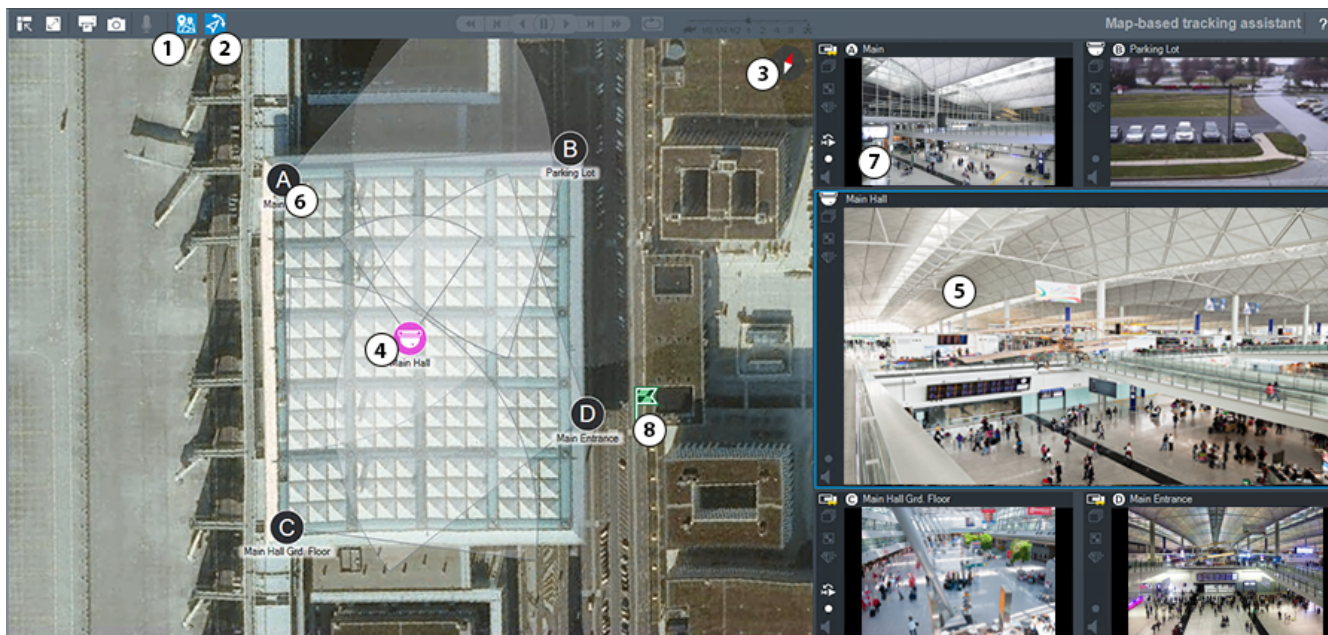 Map-based tracking assistant ?
1
2
3
A Main
B Parking Lot
B
Parking Lot
A
Main
6
7
Main Hall
5
4
Main Hall
D
Main Entrance
8
C
Main Hall Grd. Floor
C Main Hall Grd. Floor
D Main Entrance